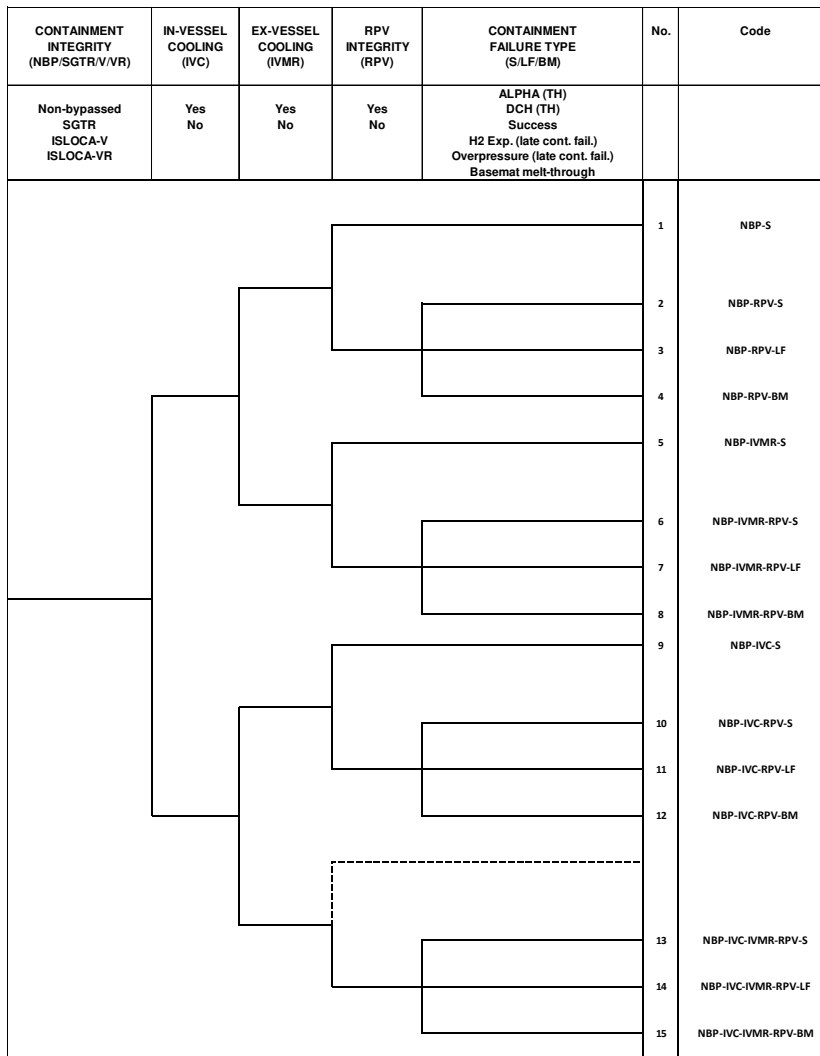 CONTAINMENT
INTEGRITY
(NBP/SGTR/V/VR)
IN-VESSEL
COOLING
(IVC)
EX-VESSEL
COOLING
(IVMR)
RPV
INTEGRITY
(RPV)
CONTAINMENT
FAILURE TYPE
(S/LF/BM)
No.
Code
Non-bypassed
SGTR
ISLOCA-V
ISLOCA-VR
Yes
No
Yes
No
Yes
No
ALPHA (TH)
DCH (TH)
Success
H2 Exp. (late cont. fail.)
Overpressure (late cont. fail.)
Basemat melt-through
1 NBP-S
2 NBP-RPV-S
3 NBP-RPV-LF
4 NBP-RPV-BM
5 NBP-IVMR-S
6 NBP-IVMR-RPV-S
7 NBP-IVMR-RPV-LF
8 NBP-IVMR-RPV-BM
9 NBP-IVC-S
10 NBP-IVC-RPV-S
11 NBP-IVC-RPV-LF
12 NBP-IVC-RPV-BM
13 NBP-IVC-IVMR-RPV-S
14 NBP-IVC-IVMR-RPV-LF
15 NBP-IVC-IVMR-RPV-BM